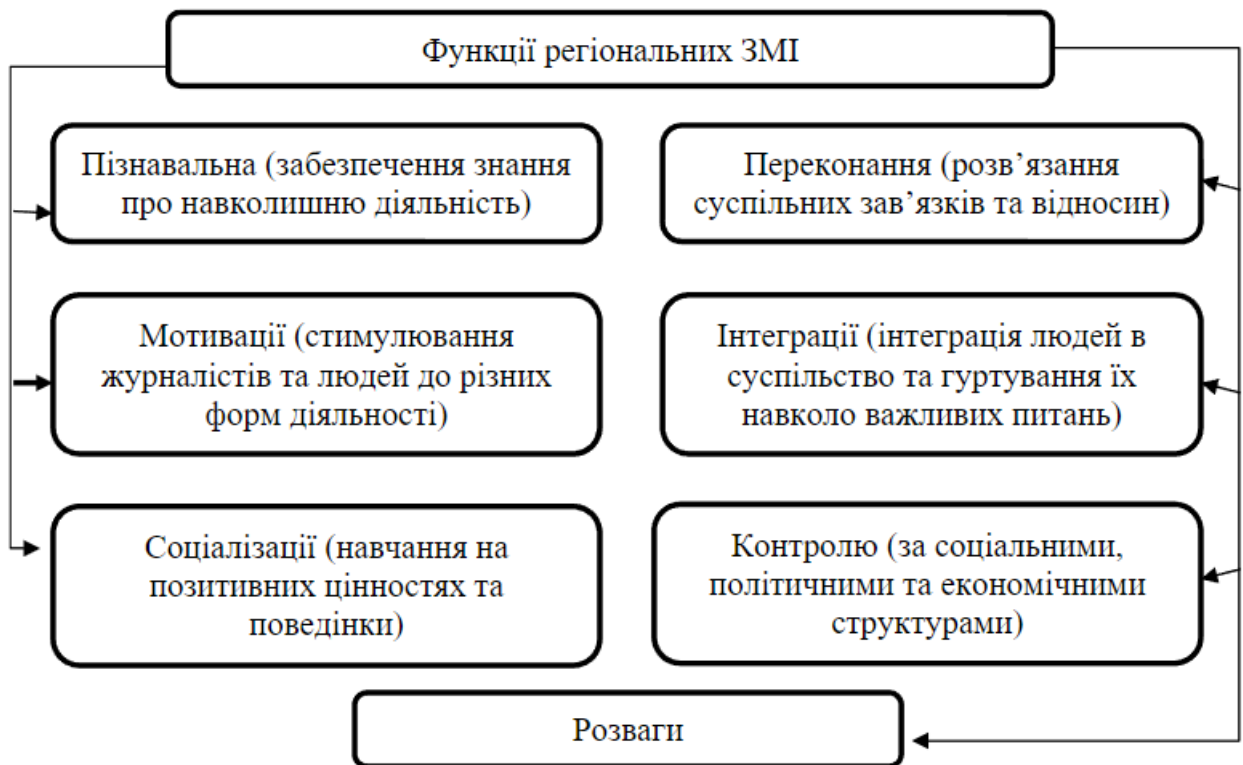 Функції регіональних ЗМІ
Пізнавальна (забезпечення знання
про навколишню діяльність)
Переконання (розв’язання
суспільних зав’язків та відносин)
Мотивації (стимулювання
журналістів та людей до різних
форм діяльності)
Інтеграції (інтеграція людей в
суспільство та гуртування їх
навколо важливих питань)
Соціалізації (навчання на
позитивних цінностях та
поведінки)
Контролю (за соціальними,
політичними та економічними
структурами)
Розваги